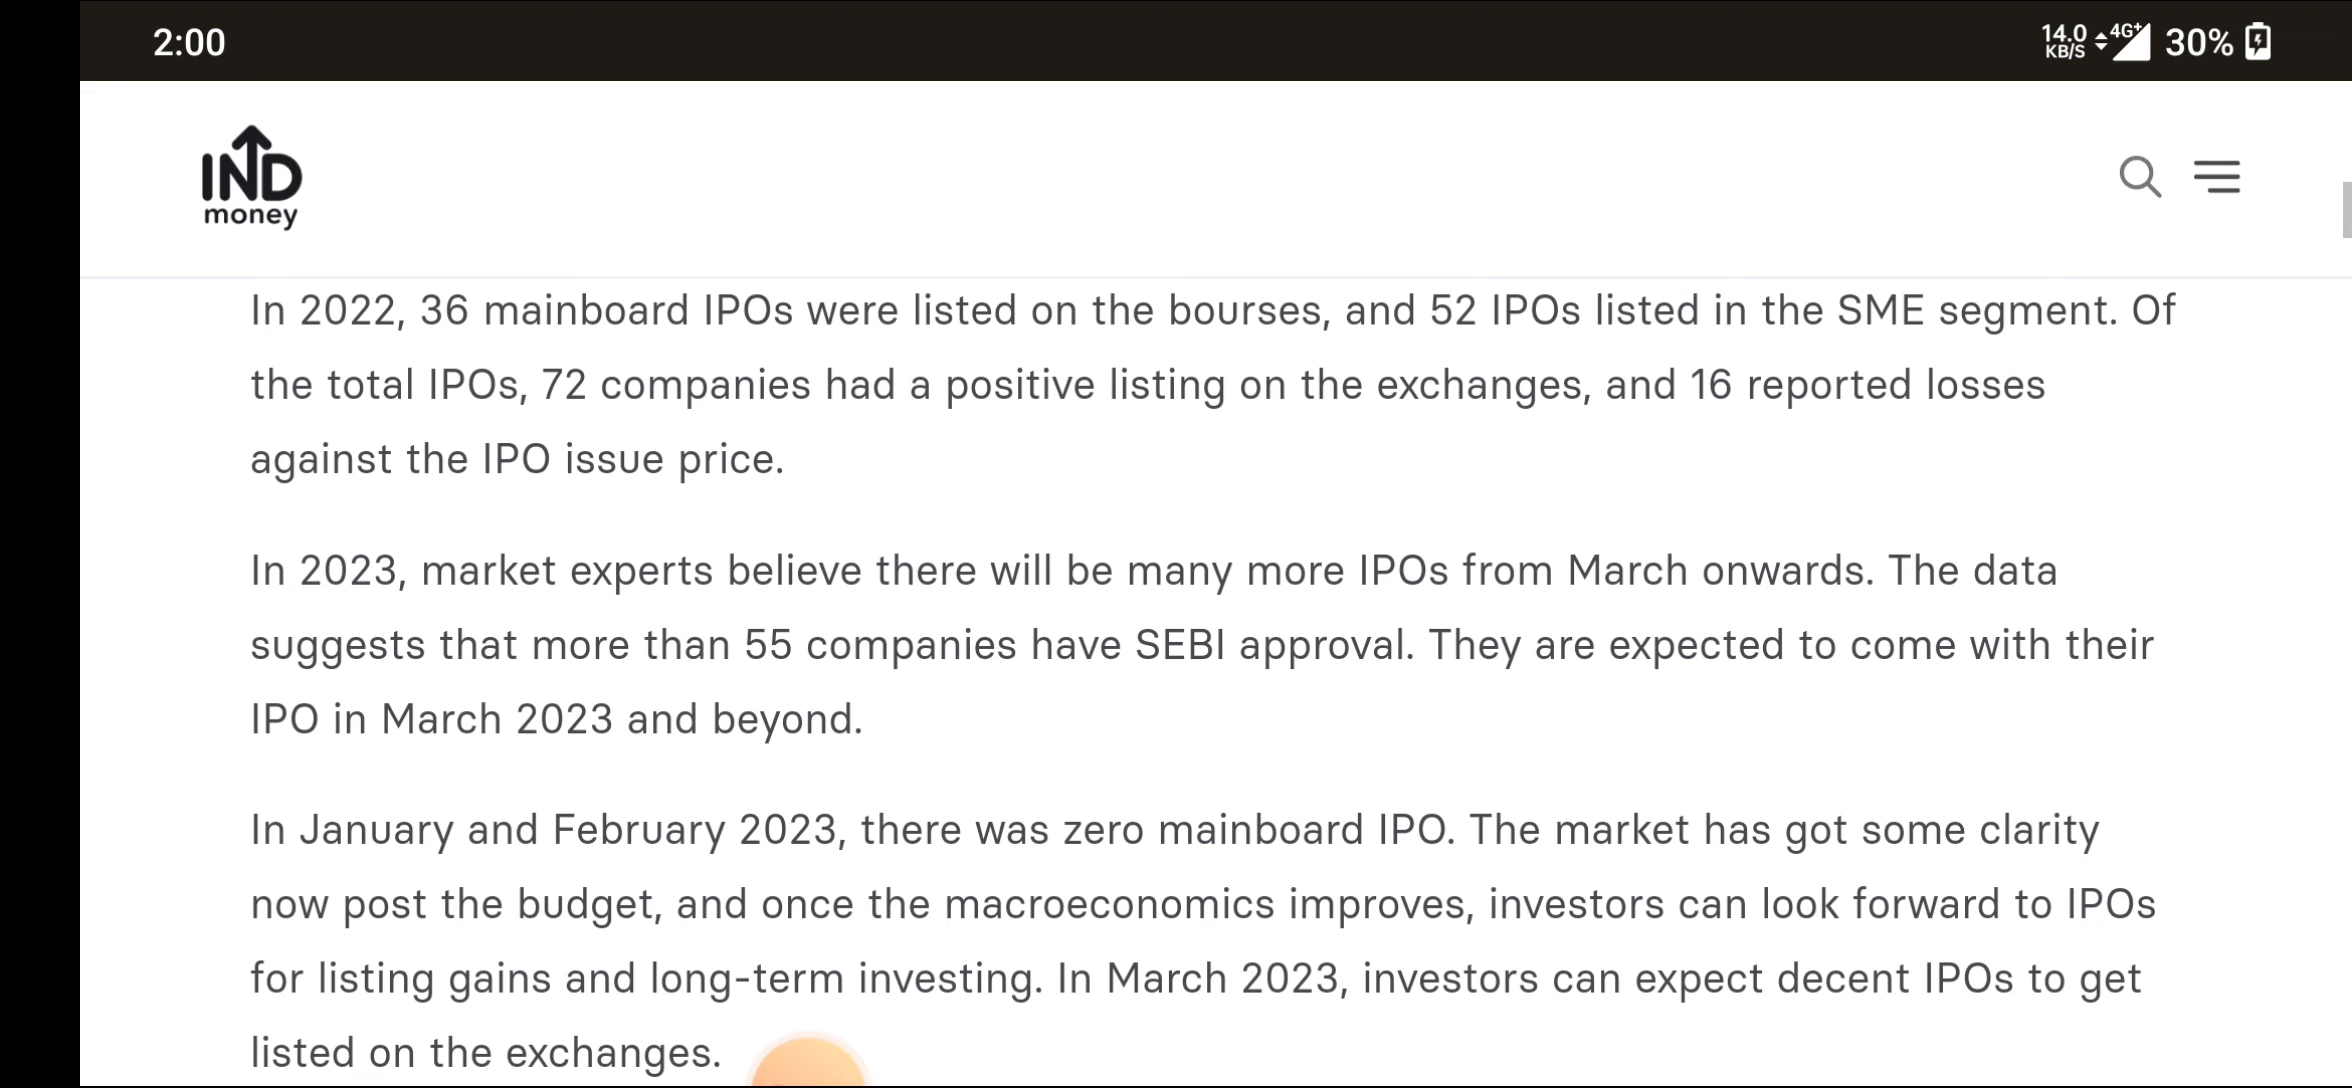 2:00
14.0 KB/S 4G+ 30%
IND
money
In 2022, 36 mainboard IPOs were listed on the bourses, and 52 IPOs listed in the SME segment. Of
the total IPOs, 72 companies had a positive listing on the exchanges, and 16 reported losses
against the IPO issue price.
In 2023, market experts believe there will be many more IPOs from March onwards. The data
suggests that more than 55 companies have SEBI approval. They are expected to come with their
IPO in March 2023 and beyond.
In January and February 2023, there was zero mainboard IPO. The market has got some clarity
now post the budget, and once the macroeconomics improves, investors can look forward to IPOs
for listing gains and long-term investing. In March 2023, investors can expect decent IPOs to get
listed on the exchanges.